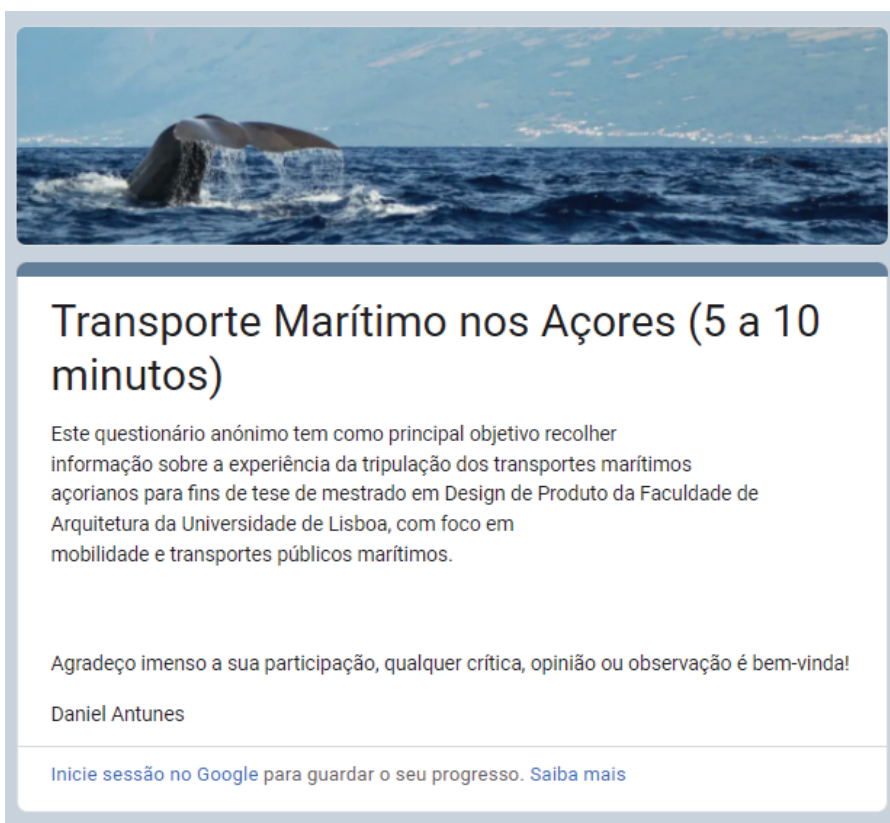 Transporte Marítimo nos Açores (5 a 10
minutos)
Este questionário anónimo tem como principal objetivo recolher
informação sobre a experiência da tripulação dos transportes marítimos
açorianos para fins de tese de mestrado em Design de Produto da Faculdade de
Arquitetura da Universidade de Lisboa, com foco em
mobilidade e transportes públicos marítimos.
Agradeço imenso a sua participação, qualquer crítica, opinião ou observação é bem-vinda!
Daniel Antunes
Inicie sessão no Google para guardar o seu progresso. Saiba mais